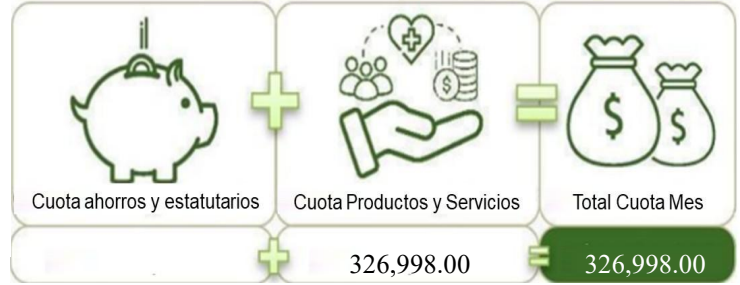 Cuota ahorros y estatutarios
Cuota Productos y Servicios
Total Cuota Mes
326,998.00
326,998.00